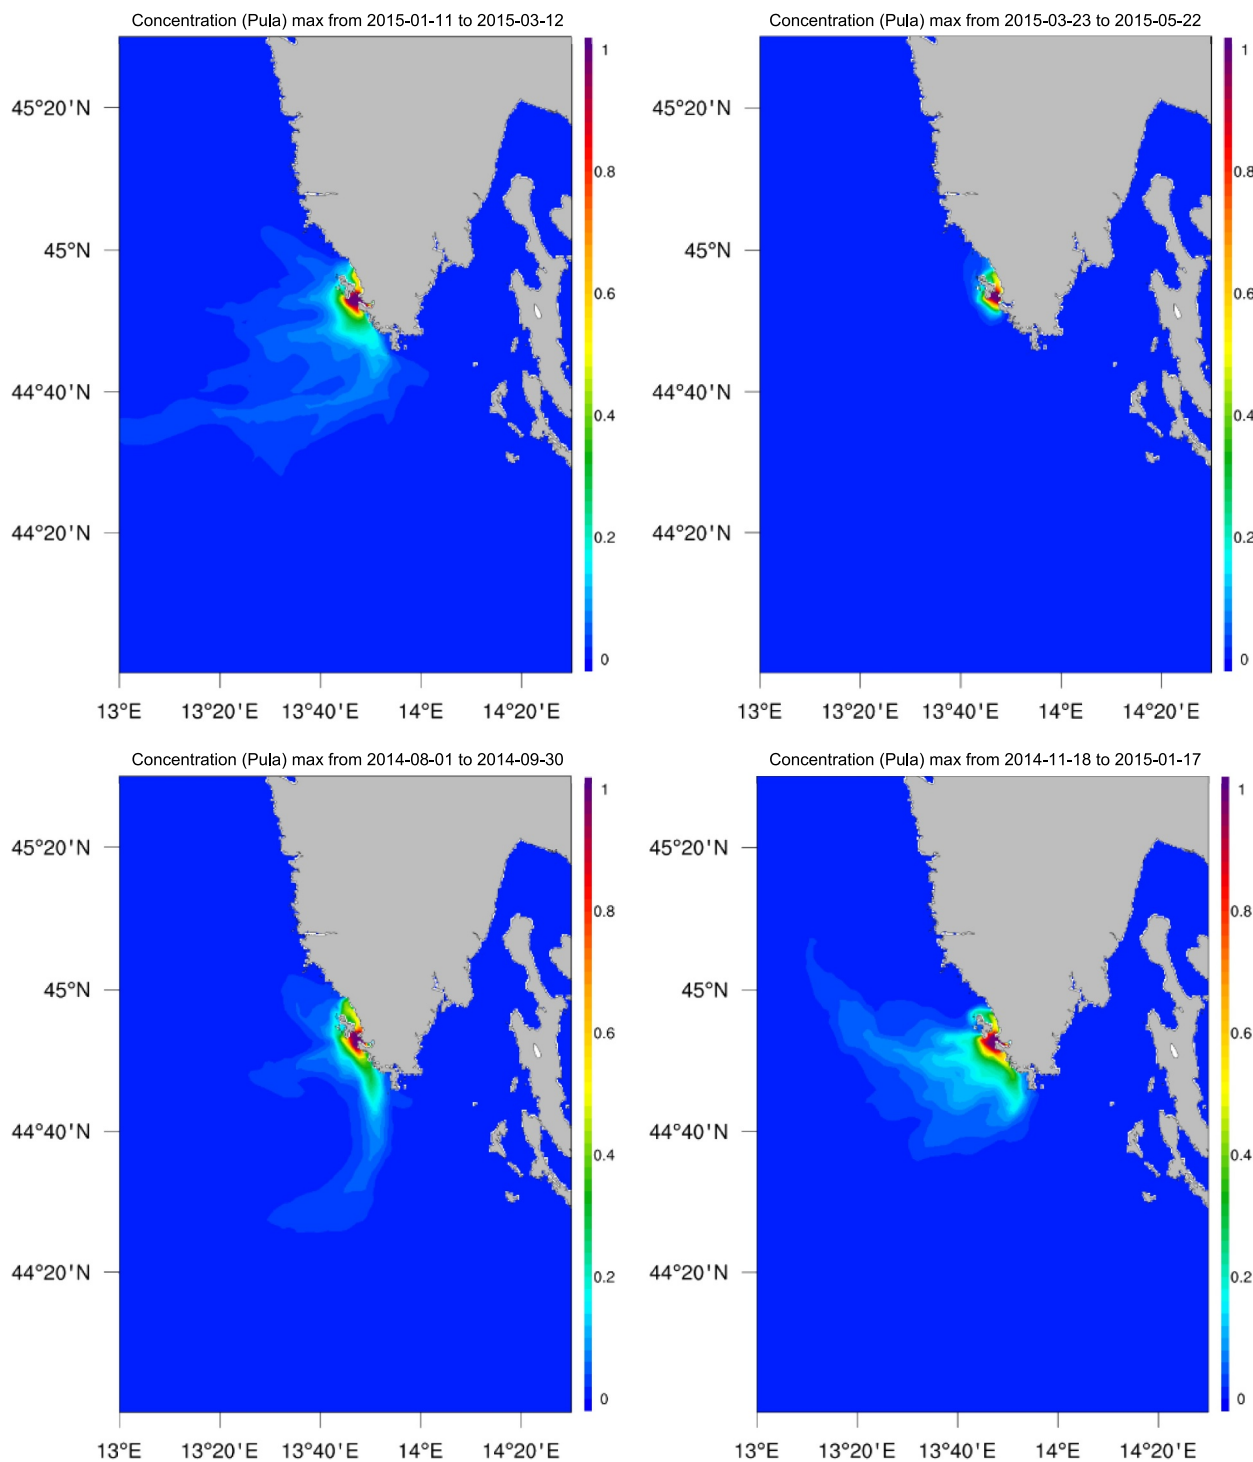 Concentration (Pula) max from 2015-01-11 to 2015-03-12
1
0.8
0.6
0.4
0.2
0
45°20'N
45°N
44°40'N
44°20'N
13°E 13°20'E 13°40'E 14°E 14°20'E
Concentration (Pula) max from 2015-03-23 to 2015-05-22
1
0.8
0.6
0.4
0.2
0
45°20'N
45°N
44°40'N
44°20'N
13°E 13°20'E 13°40'E 14°E 14°20'E
Concentration (Pula) max from 2014-08-01 to 2014-09-30
1
0.8
0.6
0.4
0.2
0
45°20'N
45°N
44°40'N
44°20'N
13°E 13°20'E 13°40'E 14°E 14°20'E
Concentration (Pula) max from 2014-11-18 to 2015-01-17
1
0.8
0.6
0.4
0.2
0
45°20'N
45°N
44°40'N
44°20'N
13°E 13°20'E 13°40'E 14°E 14°20'E